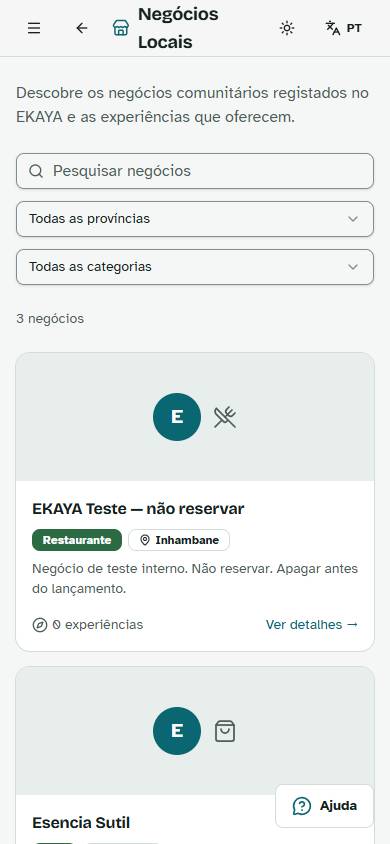 Negócios
Locais
PT
Descobre os negócios comunitários registados no
EKAYA e as experiências que oferecem.
Pesquisar negócios
Todas as províncias
Todas as categorias
3 negócios
E
EKAYA Teste — não reservar
Restaurante
Inhambane
Negócio de teste interno. Não reservar. Apagar antes
do lançamento.
0 experiências
Ver detalhes →
E
Esencia Sutil
Ajuda